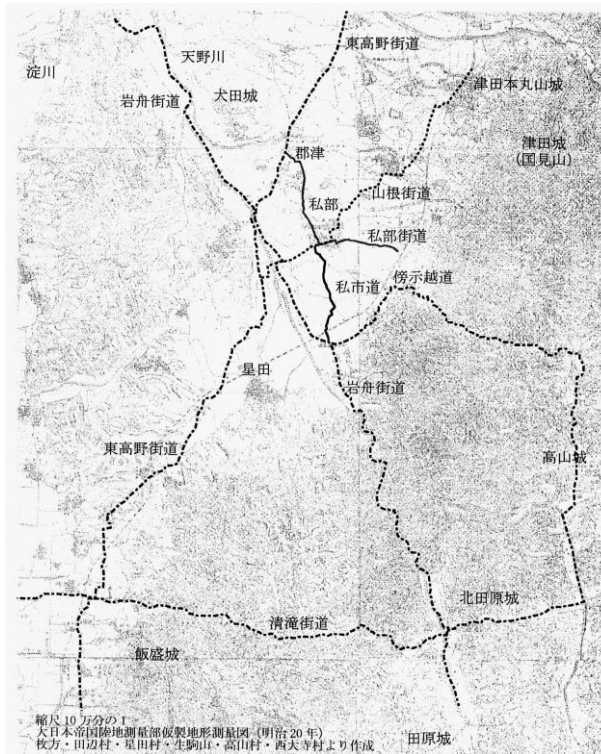 天野川
東高野街道
淀川
岩舟街道
犬田城
津田本丸山城
津田城
(国見山)
郡津
私部
山根街道
私部街道
私市道
傍示越道
星田
岩舟街道
東高野街道
高山城
北田原城
清滝街道
飯盛城
田原城
縮尺10万分の1
大日本帝国陸地測量部仮製地形測量図(明治20年)
枚方・田辺村・星田村・生駒山・高山村・西大寺村より作成